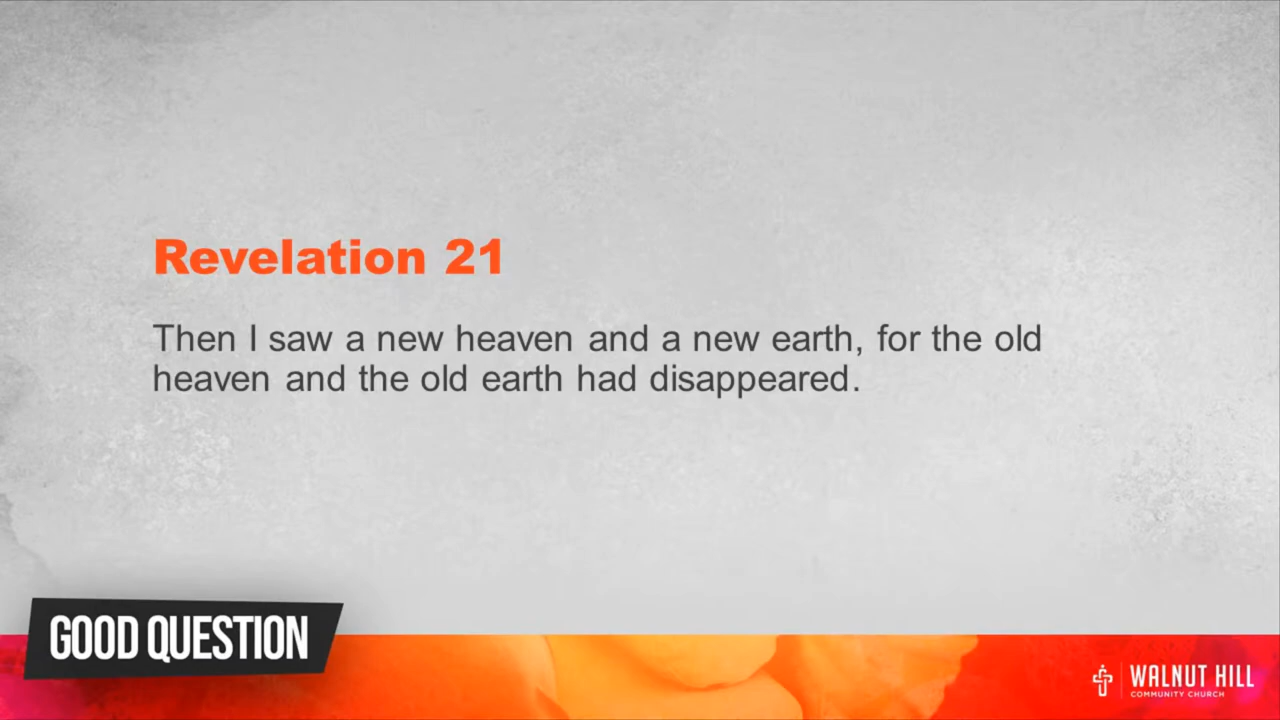 Revelation 21
Then I saw a new heaven and a new earth, for the old
heaven and the old earth had disappeared.
GOOD QUESTION
WALNUT HILL
COMMUNITY CHURCH